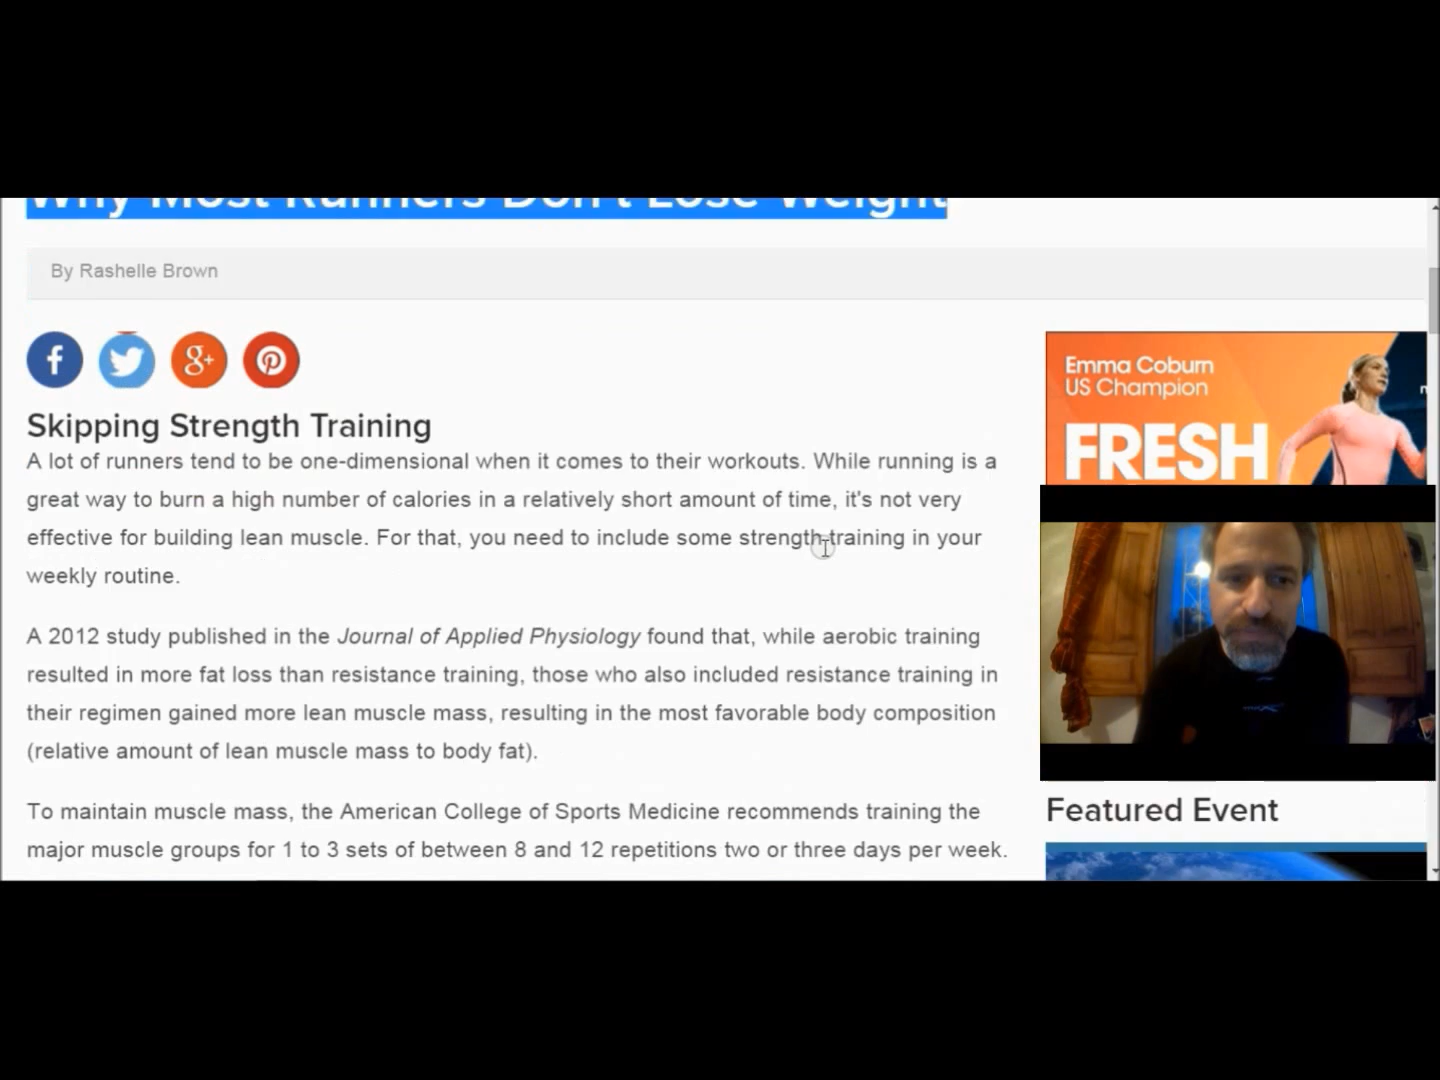 Why Most Runners Don't Lose Weight
By Rashelle Brown
Skipping Strength Training
A lot of runners tend to be one-dimensional when it comes to their workouts. While running is a
great way to burn a high number of calories in a relatively short amount of time, it's not very
effective for building lean muscle. For that, you need to include some strength training in your
weekly routine.
A 2012 study published in the Journal of Applied Physiology found that, while aerobic training
resulted in more fat loss than resistance training, those who also included resistance training in
their regimen gained more lean muscle mass, resulting in the most favorable body composition
(relative amount of lean muscle mass to body fat).
To maintain muscle mass, the American College of Sports Medicine recommends training the
major muscle groups for 1 to 3 sets of between 8 and 12 repetitions two or three days per week.
Emma Coburn
US Champion
FRESH
Featured Event